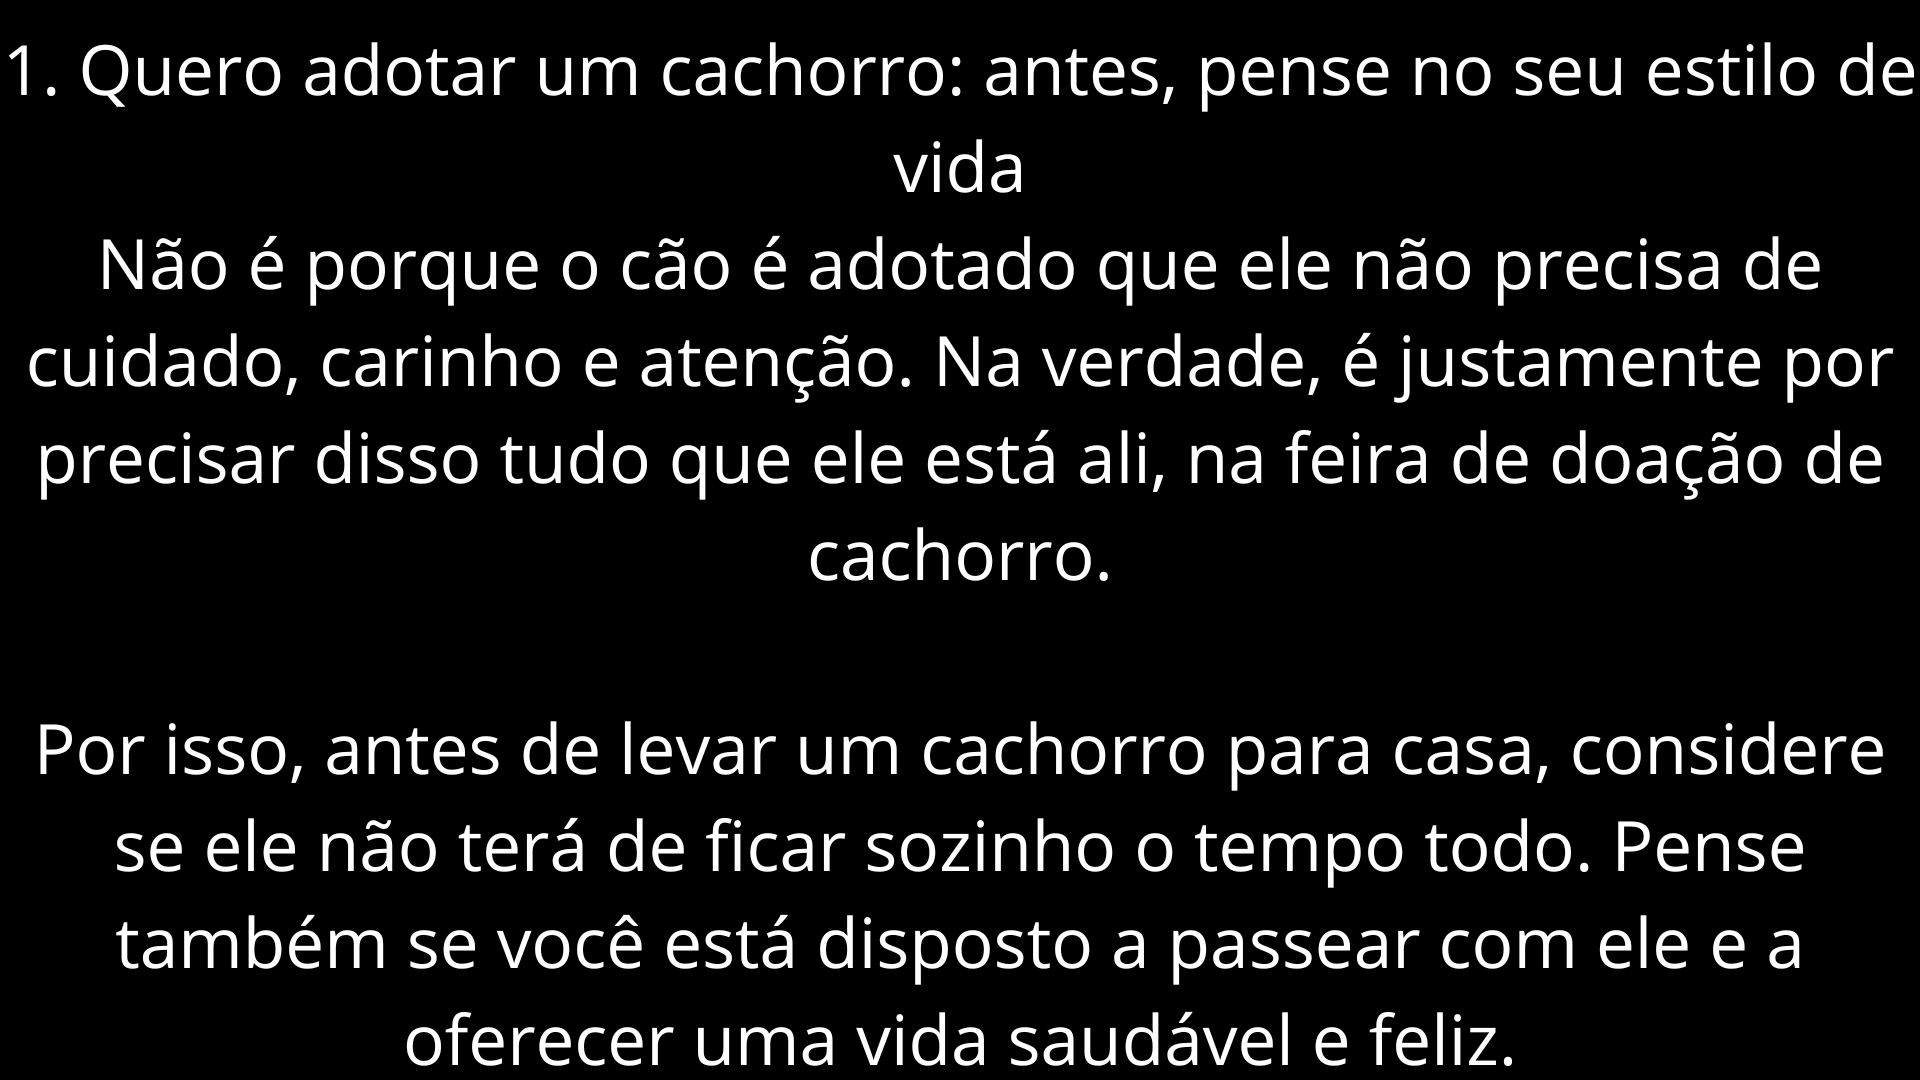 1. Quero adotar um cachorro: antes, pense no seu estilo de
vida
Não é porque o cão é adotado que ele não precisa de
cuidado, carinho e atenção. Na verdade, é justamente por
precisar disso tudo que ele está ali, na feira de doação de
cachorro.
Por isso, antes de levar um cachorro para casa, considere
se ele não terá de ficar sozinho o tempo todo. Pense
também se você está disposto a passear com ele e a
oferecer uma vida saudável e feliz.